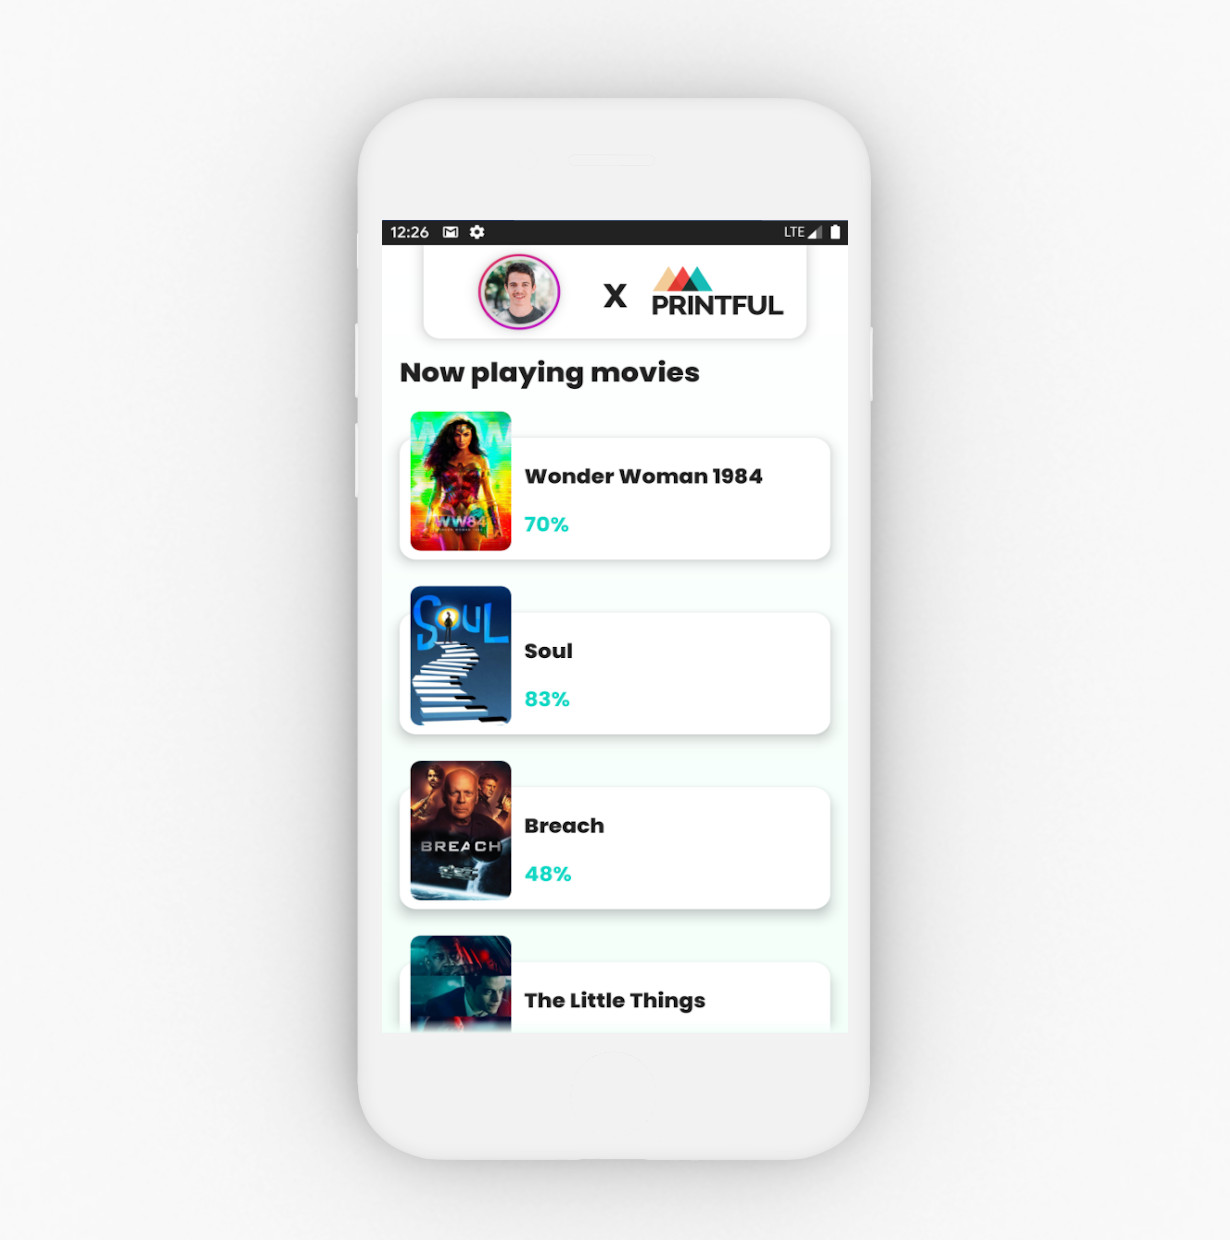 12:26
LTE
X
PRINTFUL
Now playing movies
WW84
Wonder Woman 1984
70%
SOUL
Soul
83%
BREACH
Breach
48%
The Little Things